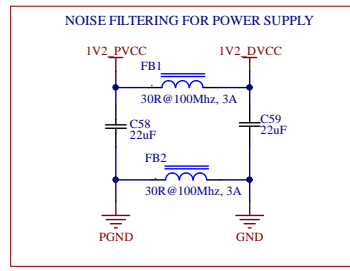 NOISE FILTERING FOR POWER SUPPLY
1V2_PVCC
1V2_DVCC
FB1
30R@100Mhz, 3A
C58
22uF
C59
22uF
FB2
30R@100Mhz, 3A
PGND
GND